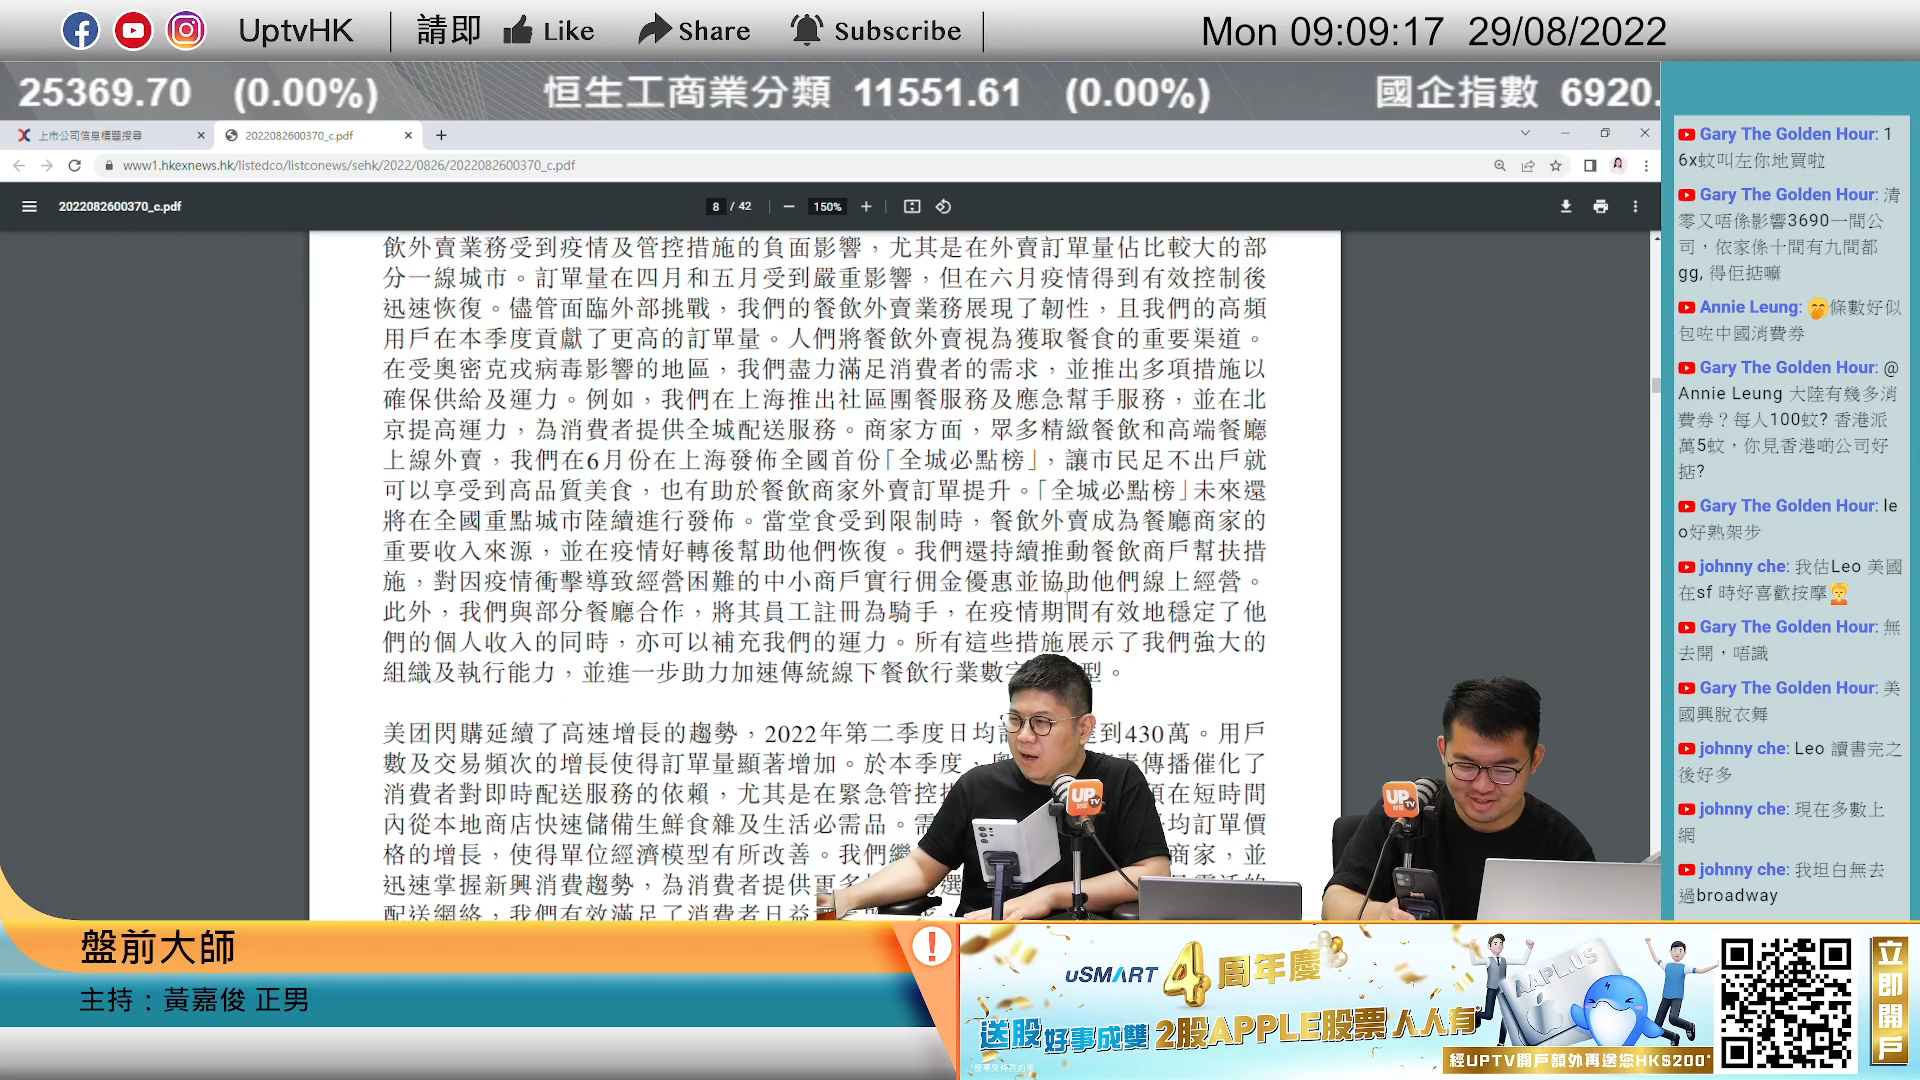 UptvHK
請即
Like
Share
Subscribe
Mon 09:09:17 29/08/2022
25369.70 (0.00%) 恒生工商業分類 11551.61 (0.00%) 國企指數 6920.
上市公司信息標題搜尋
2022082600370_c.pdf
www1.hkexnews.hk/listedco/listconews/sehk/2022/0826/2022082600370_c.pdf
2022082600370_c.pdf
8 / 42
150%
飲外賣業務受到疫情及管控措施的負面影響，尤其是在外賣訂單量佔比較大的部
分一線城市。訂單量在四月和五月受到嚴重影響，但在六月疫情得到有效控制後
迅速恢復。儘管面臨外部挑戰，我們的餐飲外賣業務展現了韌性，且我們的高頻
用戶在本季度貢獻了更高的訂單量。人們將餐飲外賣視為獲取餐食的重要渠道。
在受奧密克戎病毒影響的地區，我們盡力滿足消費者的需求，並推出多項措施以
確保供給及運力。例如，我們在上海推出社區團餐服務及應急幫手服務，並在北
京提高運力，為消費者提供全城配送服務。商家方面，眾多精緻餐飲和高端餐廳
上線外賣，我們在6月份在上海發佈全國首份「全城必點榜」，讓市民足不出戶就
可以享受到高品質美食，也有助於餐飲商家外賣訂單提升。「全城必點榜」未來還
將在全國重點城市陸續進行發佈。當堂食受到限制時，餐飲外賣成為餐廳商家的
重要收入來源，並在疫情好轉後幫助他們恢復。我們還持續推動餐飲商戶幫扶措
施，對因疫情衝擊導致經營困難的中小商戶實行佣金優惠並協助他們線上經營。
此外，我們與部分餐廳合作，將其員工註冊為騎手，在疫情期間有效地穩定了他
們的個人收入的同時，亦可以補充我們的運力。所有這些措施展示了我們強大的
組織及執行能力，並進一步助力加速傳統線下餐飲行業數字 型。
美团閃購延續了高速增長的趨勢，2022年第二季度日均 達到430萬。用戶
數及交易頻次的增長使得訂單量顯著增加。於本季度， 傳播催化了
消費者對即時配送服務的依賴，尤其是在緊急管控 在短時間
內從本地商店快速儲備生鮮食雜及生活必需品。 均訂單價
格的增長，使得單位經濟模型有所改善。我們 商家，並
迅速掌握新興消費趨勢，為消費者提供更多
配送網絡，我們有效滿足了消費者日益
Gary The Golden Hour: 1
6x蚊叫左你地買啦
Gary The Golden Hour: 清
零又唔係影響3690一間公
司，依家係十間有九間都
gg, 得佢掂嘛
Annie Leung: 🤭條數好似
包咗中國消費券
Gary The Golden Hour: @
Annie Leung 大陸有幾多消
費券？每人100蚊? 香港派
萬5蚊，你見香港啲公司好
掂?
Gary The Golden Hour: le
o好熟架步
johnny che: 我估Leo 美國
在sf 時好喜歡按摩💆
Gary The Golden Hour: 無
去開，唔識
Gary The Golden Hour: 美
國興脫衣舞
johnny che: Leo 讀書完之
後好多
johnny che: 現在多數上
網
johnny che: 我坦白無去
過broadway
UP
TV
UP
TV
盤前大師
主持：黃嘉俊 正男
uSMART 4周年慶
送股好事成雙 2股APPLE股票人人有*
AAPL.US
經UPTV開戶額外再送您HK$200*
立即開戶